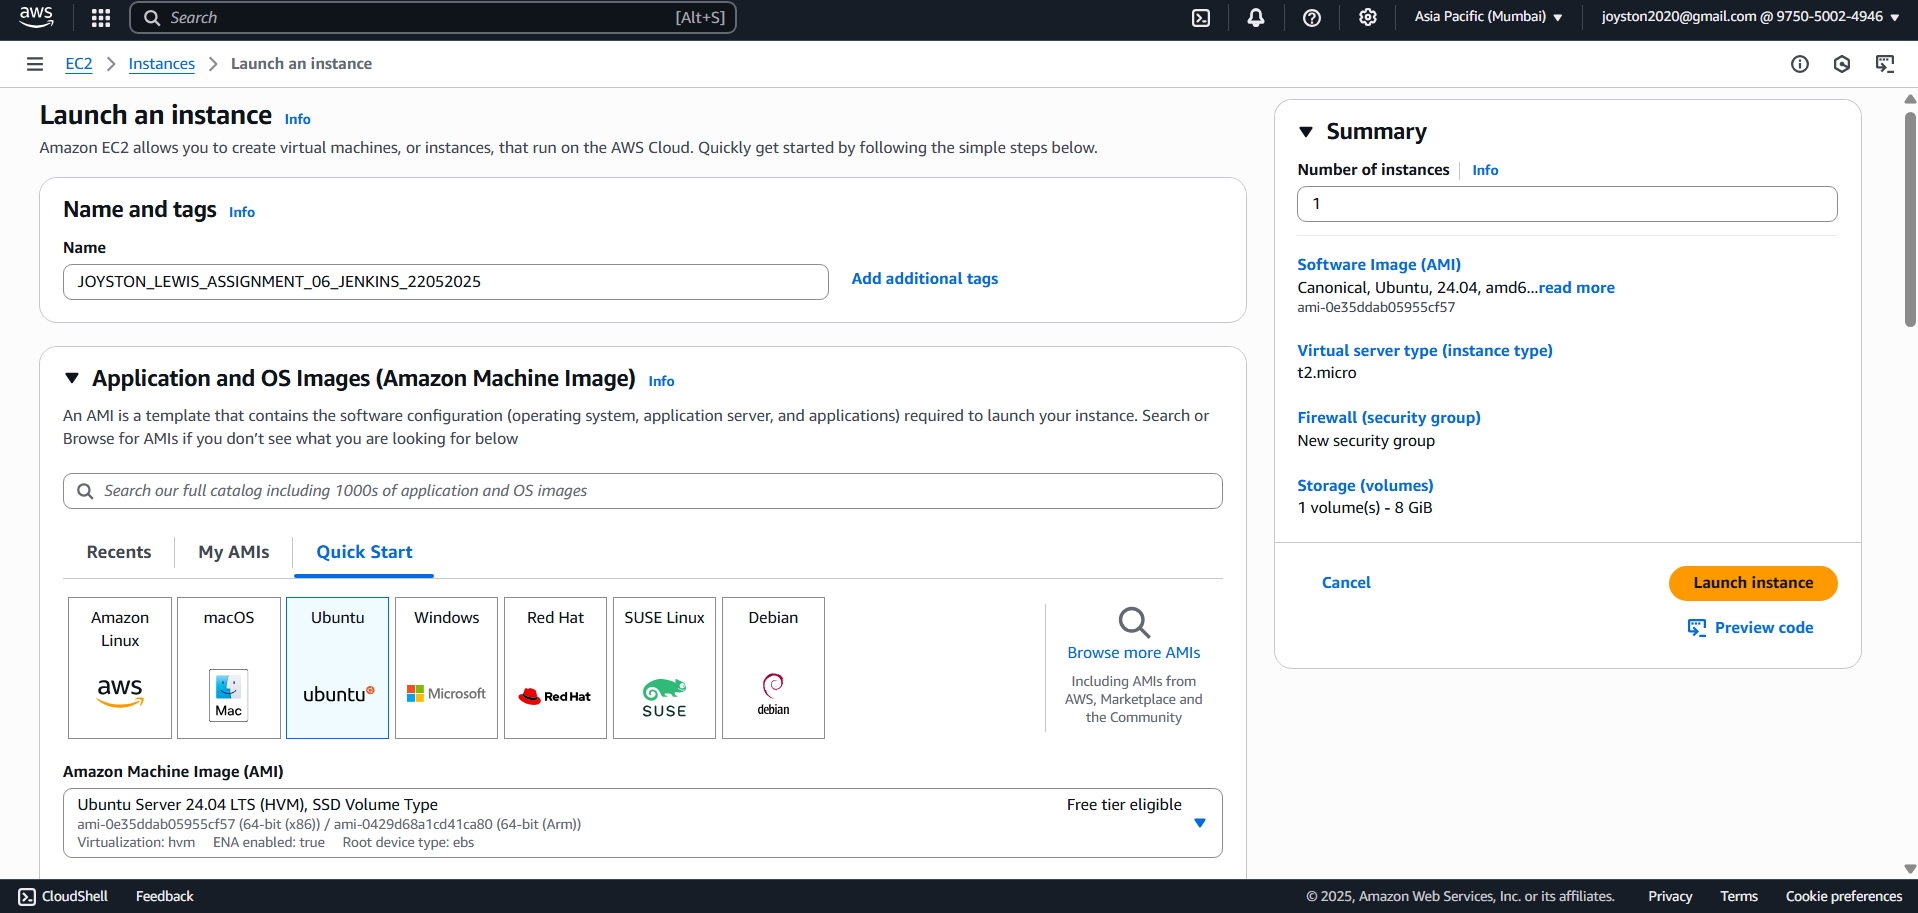 aws
Search [Alt+S]
Asia Pacific (Mumbai)
joyston2020@gmail.com @ 9750-5002-4946
EC2 > Instances > Launch an instance
Launch an instance Info
Amazon EC2 allows you to create virtual machines, or instances, that run on the AWS Cloud. Quickly get started by following the simple steps below.
Name and tags Info
Name
JOYSTON_LEWIS_ASSIGNMENT_06_JENKINS_22052025
Add additional tags
Application and OS Images (Amazon Machine Image) Info
An AMI is a template that contains the software configuration (operating system, application server, and applications) required to launch your instance. Search or
Browse for AMIs if you don’t see what you are looking for below
Search our full catalog including 1000s of application and OS images
Recents
My AMIs
Quick Start
Amazon
Linux
aws
macOS
Mac
Ubuntu
ubuntu
Windows
Microsoft
Red Hat
Red Hat
SUSE Linux
SUSE
Debian
debian
Browse more AMIs
Including AMIs from
AWS, Marketplace and
the Community
Amazon Machine Image (AMI)
Ubuntu Server 24.04 LTS (HVM), SSD Volume Type
Free tier eligible
ami-0e35ddab05955cf57 (64-bit (x86)) / ami-0429d68a1cd41ca80 (64-bit (Arm))
Virtualization: hvm ENA enabled: true Root device type: ebs
Summary
Number of instances Info
1
Software Image (AMI)
Canonical, Ubuntu, 24.04, amd6...read more
ami-0e35ddab05955cf57
Virtual server type (instance type)
t2.micro
Firewall (security group)
New security group
Storage (volumes)
1 volume(s) - 8 GiB
Cancel
Launch instance
Preview code
CloudShell
Feedback
© 2025, Amazon Web Services, Inc. or its affiliates.
Privacy
Terms
Cookie preferences